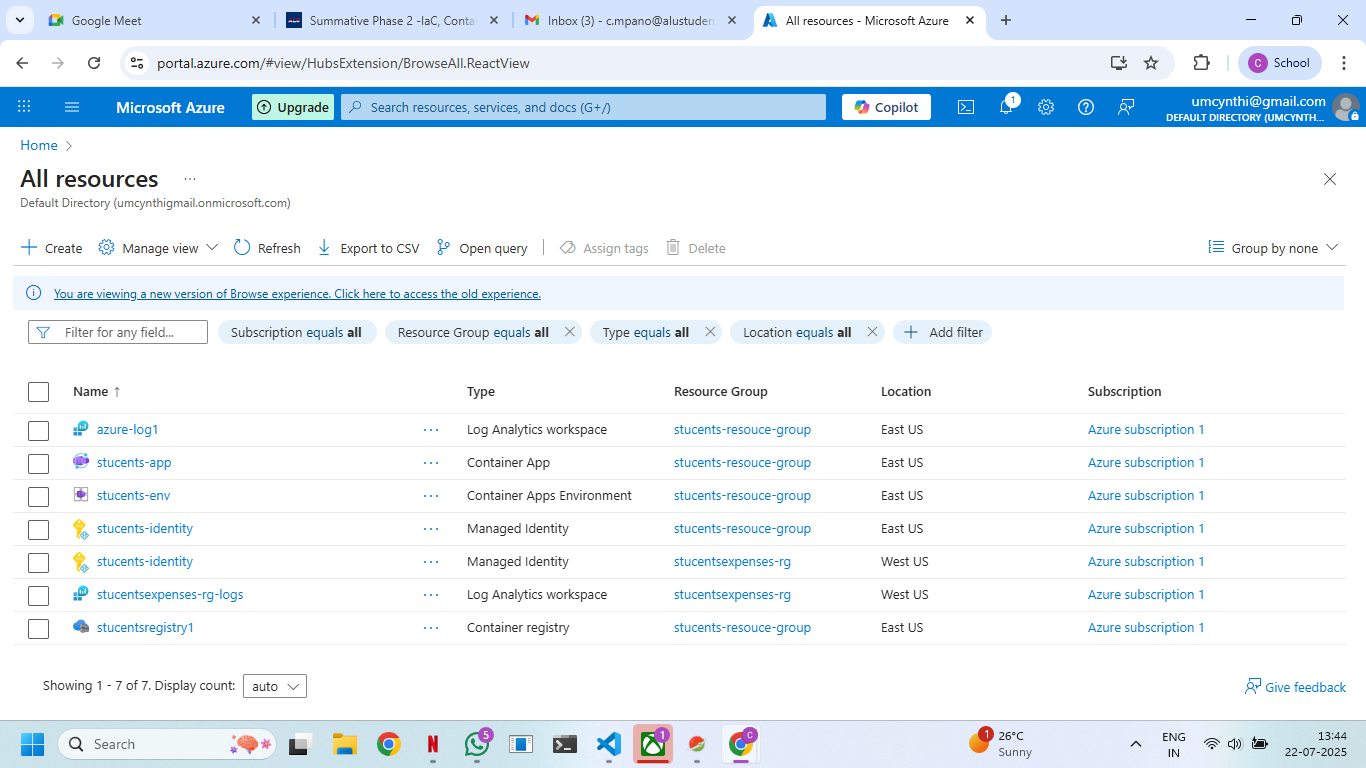 Google Meet
Summative Phase 2 -IaC, Conta
Inbox (3) - c.mpano@alustuden
All resources - Microsoft Azure
portal.azure.com/#view/HubsExtension/BrowseAll.ReactView
C School
Microsoft Azure
Upgrade
Search resources, services, and docs (G+/)
Copilot
1
umcynthi@gmail.com
DEFAULT DIRECTORY (UMCYNTH...
Home
All resources ...
Default Directory (umcynthigmail.onmicrosoft.com)
Create Manage view Refresh Export to CSV Open query Assign tags Delete Group by none
You are viewing a new version of Browse experience. Click here to access the old experience.
Filter for any field... Subscription equals all Resource Group equals all Type equals all Location equals all Add filter
Name ↑ Type Resource Group Location Subscription
azure-log1 ... Log Analytics workspace stucents-resouce-group East US Azure subscription 1
stucents-app ... Container App stucents-resouce-group East US Azure subscription 1
stucents-env ... Container Apps Environment stucents-resouce-group East US Azure subscription 1
stucents-identity ... Managed Identity stucents-resouce-group East US Azure subscription 1
stucents-identity ... Managed Identity stucentsexpenses-rg West US Azure subscription 1
stucentsexpenses-rg-logs ... Log Analytics workspace stucentsexpenses-rg West US Azure subscription 1
stucentsregistry1 ... Container registry stucents-resouce-group East US Azure subscription 1
Showing 1 - 7 of 7. Display count: auto
Give feedback
Search
N
5
1
C
1
26°C
Sunny
ENG
IN
13:44
22-07-2025